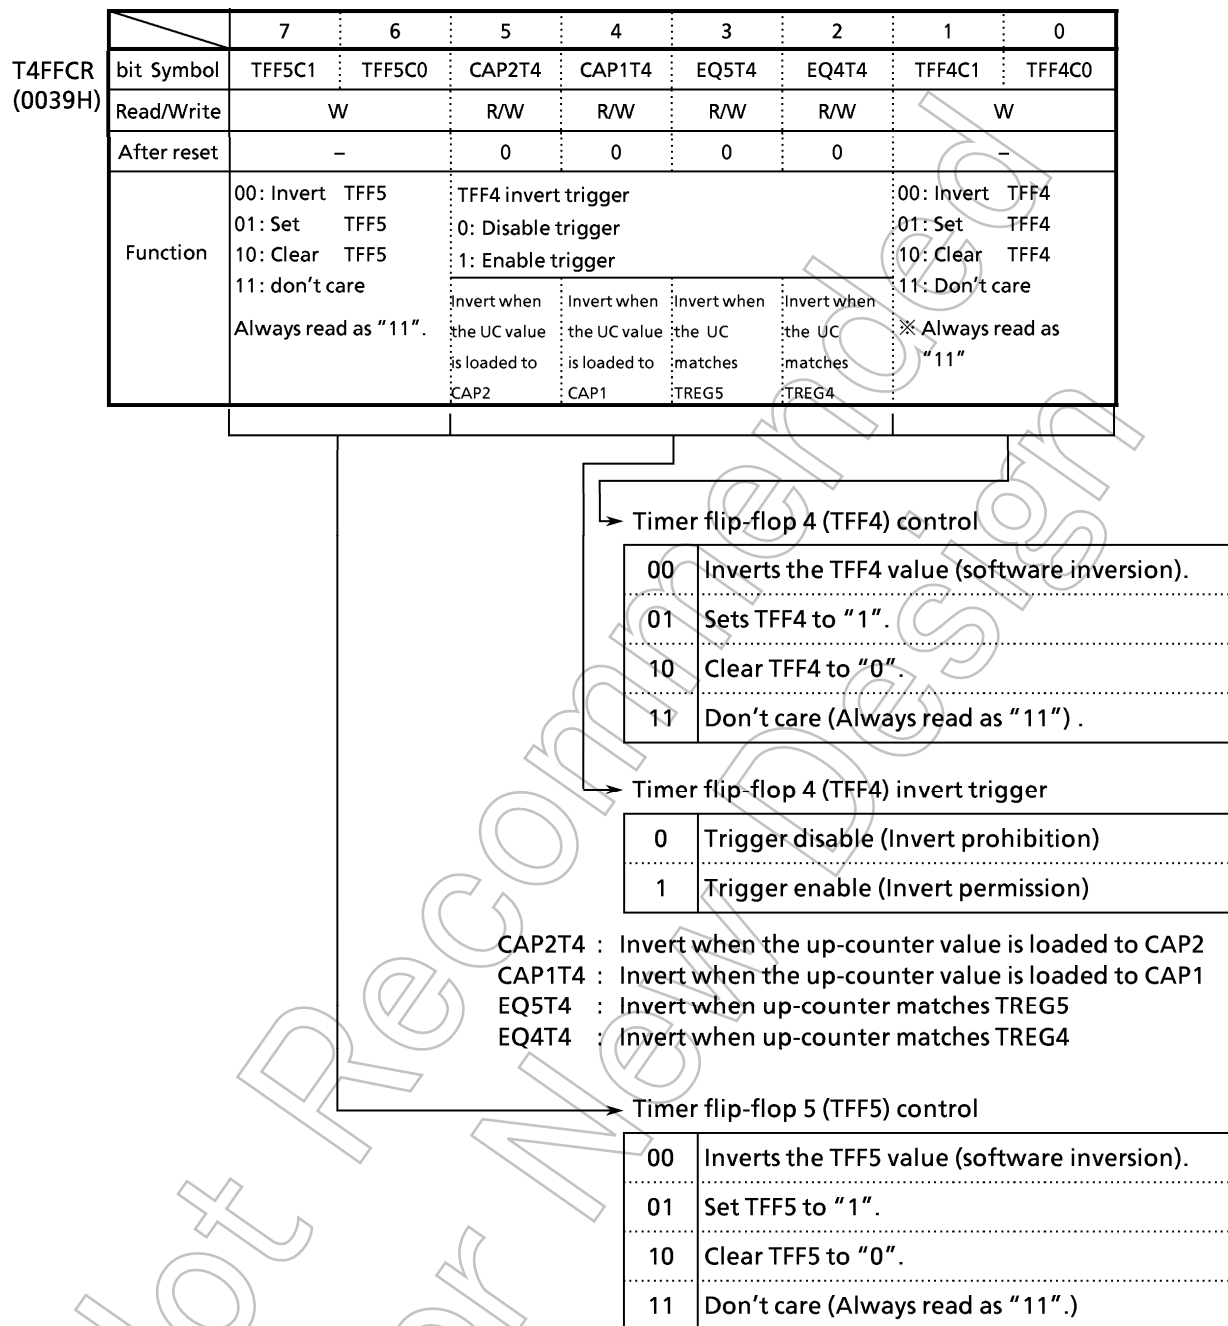 7 6 5 4 3 2 1 0
T4FFCR
(0039H)
bit Symbol TFF5C1 TFF5C0 CAP2T4 CAP1T4 EQ5T4 EQ4T4 TFF4C1 TFF4C0
Read/Write W R/W R/W R/W R/W W
After reset – 0 0 0 0 –
Function
00: Invert TFF5
01: Set TFF5
10: Clear TFF5
11: don't care
Always read as "11".
TFF4 invert trigger
0: Disable trigger
1: Enable trigger
Invert when
the UC value
is loaded to
CAP2
Invert when
the UC value
is loaded to
CAP1
Invert when
the UC
matches
TREG5
Invert when
the UC
matches
TREG4
00: Invert TFF4
01: Set TFF4
10: Clear TFF4
11: Don't care
※ Always read as
"11"
Timer flip-flop 4 (TFF4) control
00 Inverts the TFF4 value (software inversion).
01 Sets TFF4 to "1".
10 Clear TFF4 to "0".
11 Don't care (Always read as "11") .
Timer flip-flop 4 (TFF4) invert trigger
0 Trigger disable (Invert prohibition)
1 Trigger enable (Invert permission)
CAP2T4 : Invert when the up-counter value is loaded to CAP2
CAP1T4 : Invert when the up-counter value is loaded to CAP1
EQ5T4 : Invert when up-counter matches TREG5
EQ4T4 : Invert when up-counter matches TREG4
Timer flip-flop 5 (TFF5) control
00 Inverts the TFF5 value (software inversion).
01 Set TFF5 to "1".
10 Clear TFF5 to "0".
11 Don't care (Always read as "11".)
Not Recommended
for New Design